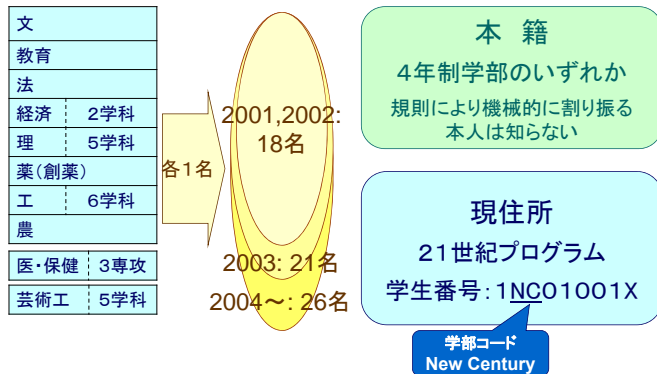 文
教育
法
経済 2学科
理 5学科
薬(創薬)
工 6学科
農
医・保健 3専攻
芸術工 5学科
各1名
2001,2002:
18名
2003: 21名
2004～: 26名
本 籍
4年制学部のいずれか
規則により機械的に割り振る
本人は知らない
現住所
21世紀プログラム
学生番号:1NC01001X
学部コード
New Century